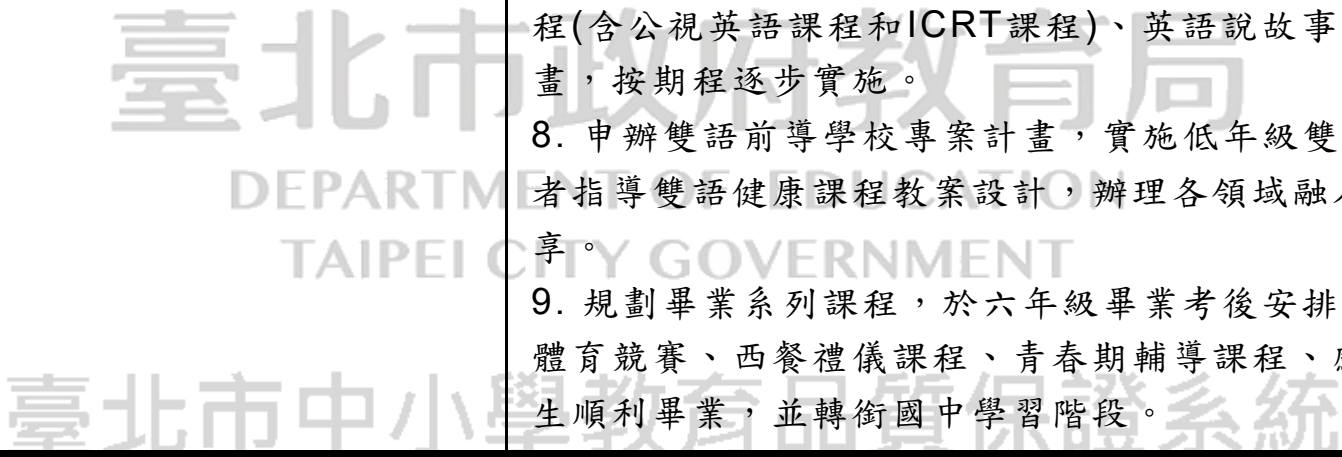 臺北市政府教育局
DEPARTMENT OF EDUCATION
TAIPEI CITY GOVERNMENT
臺北市中小學教育品質保證系統
程(含公視英語課程和ICRT課程)、英語說故事
畫，按期程逐步實施。
8. 申辦雙語前導學校專案計畫，實施低年級雙
者指導雙語健康課程教案設計，辦理各領域融
享。
9. 規劃畢業系列課程，於六年級畢業考後安排
體育競賽、西餐禮儀課程、青春期輔導課程、
生順利畢業，並轉銜國中學習階段。